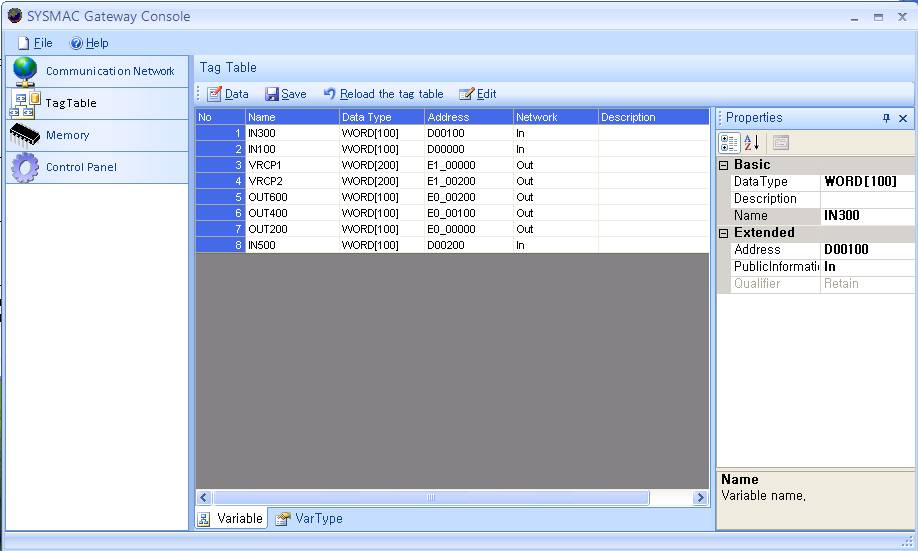 SYSMAC Gateway Console
File Help
Communication Network
TagTable
Memory
Control Panel
Tag Table
Data Save Reload the tag table Edit
No Name Data Type Address Network Description
1 IN300 WORD[100] D00100 In
2 IN100 WORD[100] D00000 In
3 VRCP1 WORD[200] E1_00000 Out
4 VRCP2 WORD[200] E1_00200 Out
5 OUT600 WORD[100] E0_00200 Out
6 OUT400 WORD[100] E0_00100 Out
7 OUT200 WORD[100] E0_00000 Out
8 IN500 WORD[100] D00200 In
Variable VarType
Properties
Basic
DataType WORD[100]
Description
Name IN300
Extended
Address D00100
PublicInformati In
Qualifier Retain
Name
Variable name.